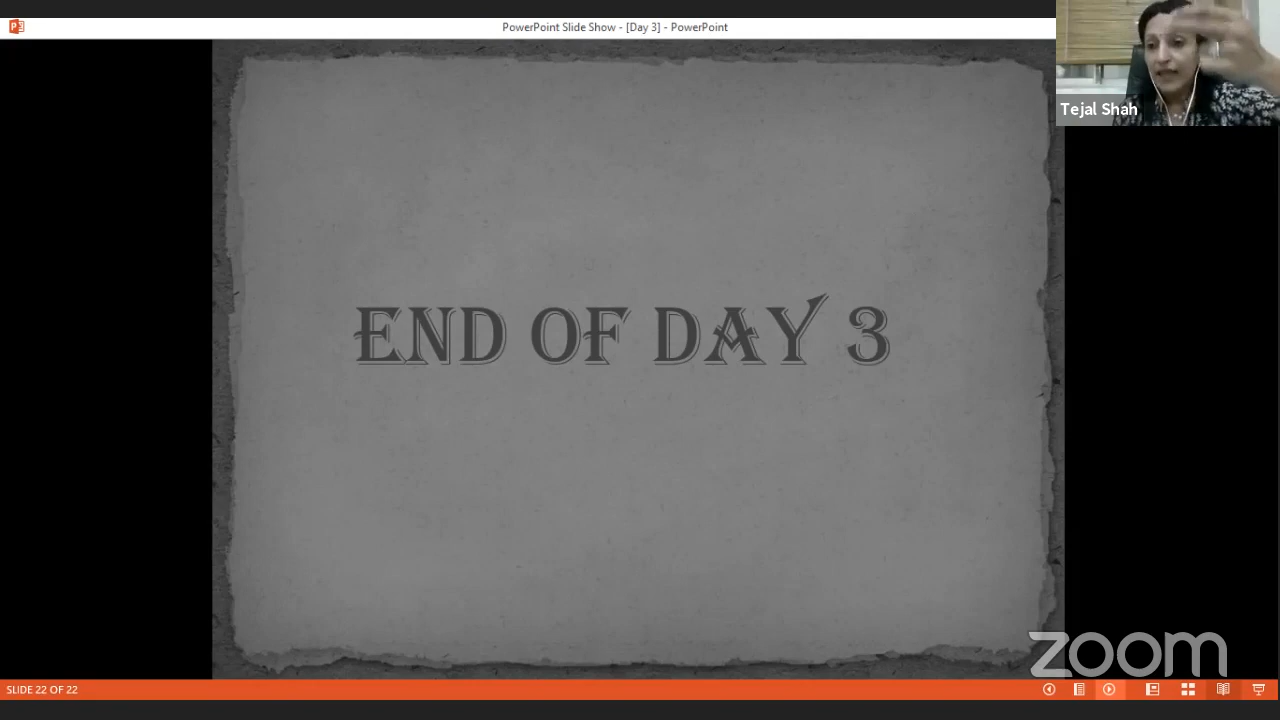 PowerPoint Slide Show - [Day 3] - PowerPoint
Tejal Shah
END OF DAY 3
zoom
SLIDE 22 OF 22